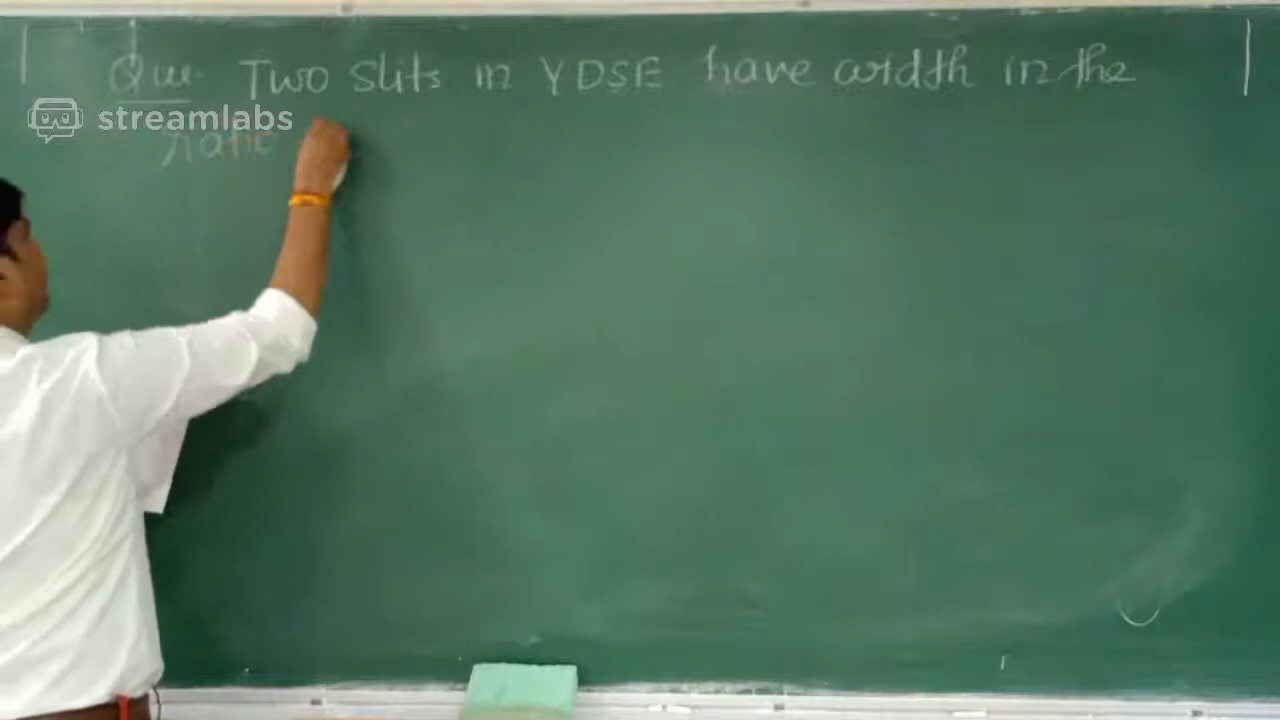 Que. Two Slits in YDSE have width in the
streamlabs
ratio